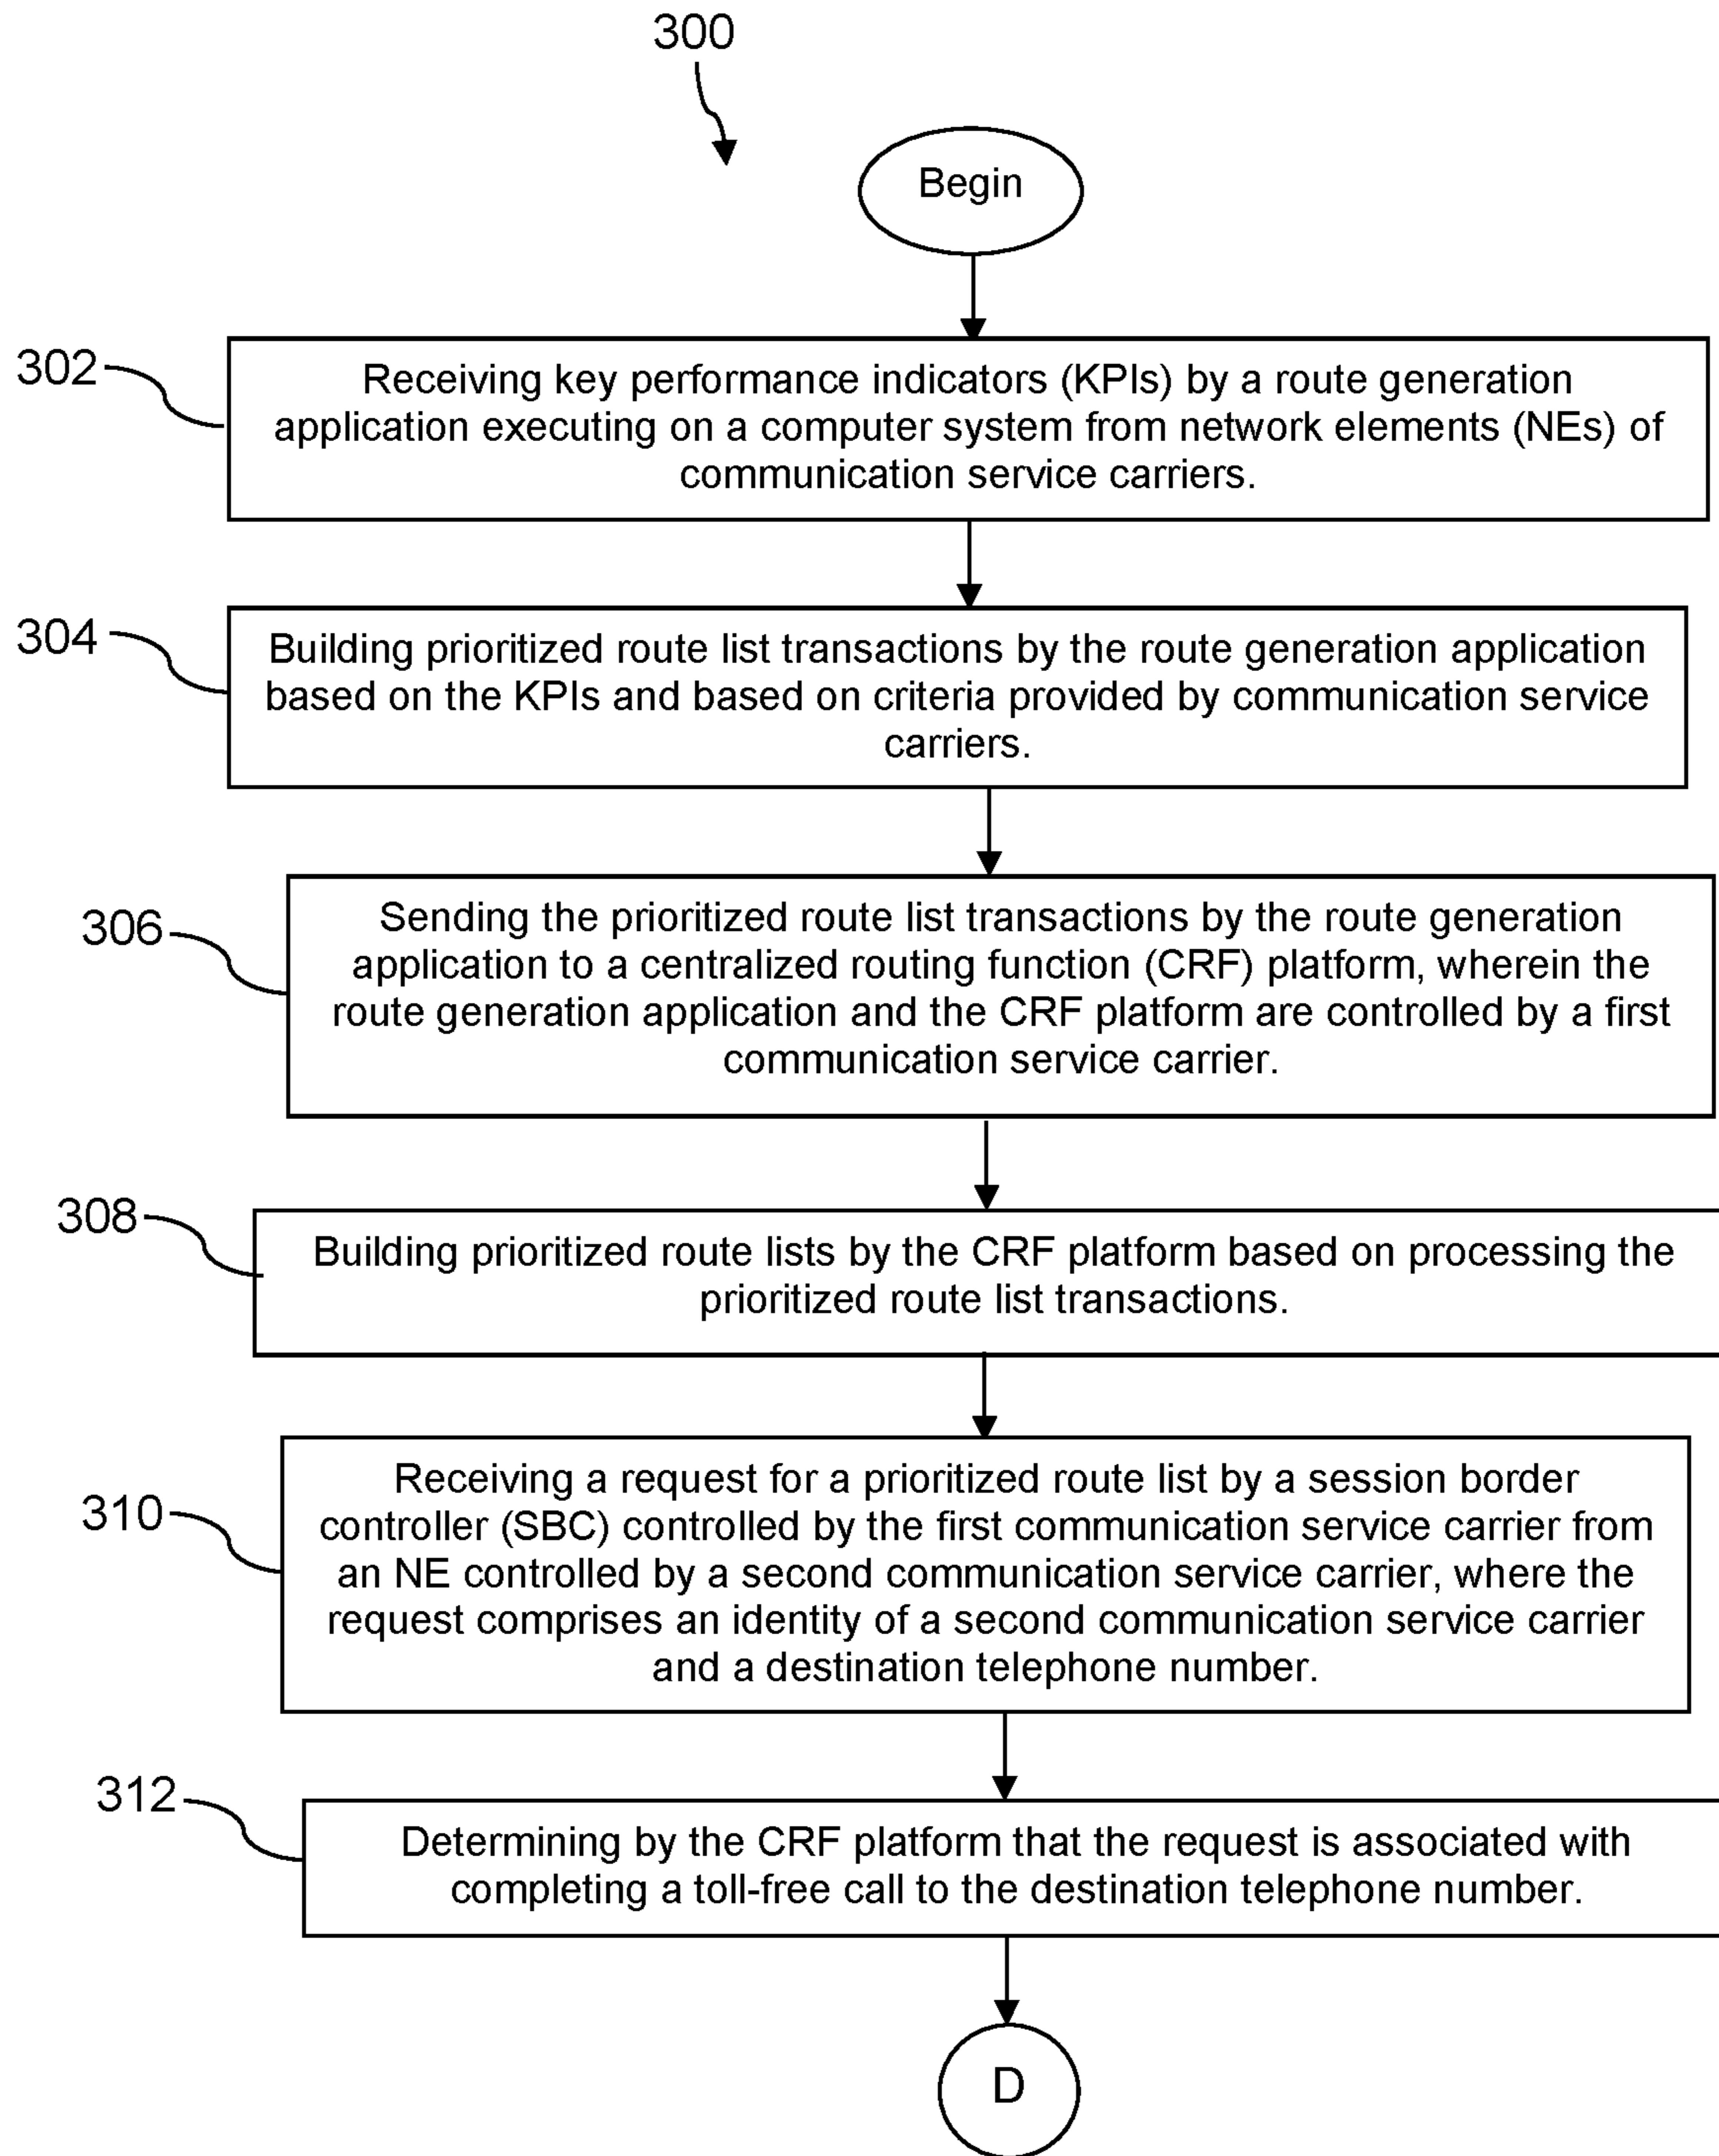 300
Begin
302
Receiving key performance indicators (KPIs) by a route generation
application executing on a computer system from network elements (NEs) of
communication service carriers.
304
Building prioritized route list transactions by the route generation application
based on the KPIs and based on criteria provided by communication service
carriers.
306
Sending the prioritized route list transactions by the route generation
application to a centralized routing function (CRF) platform, wherein the
route generation application and the CRF platform are controlled by a first
communication service carrier.
308
Building prioritized route lists by the CRF platform based on processing the
prioritized route list transactions.
310
Receiving a request for a prioritized route list by a session border
controller (SBC) controlled by the first communication service carrier from
an NE controlled by a second communication service carrier, where the
request comprises an identity of a second communication service carrier
and a destination telephone number.
312
Determining by the CRF platform that the request is associated with
completing a toll-free call to the destination telephone number.
D